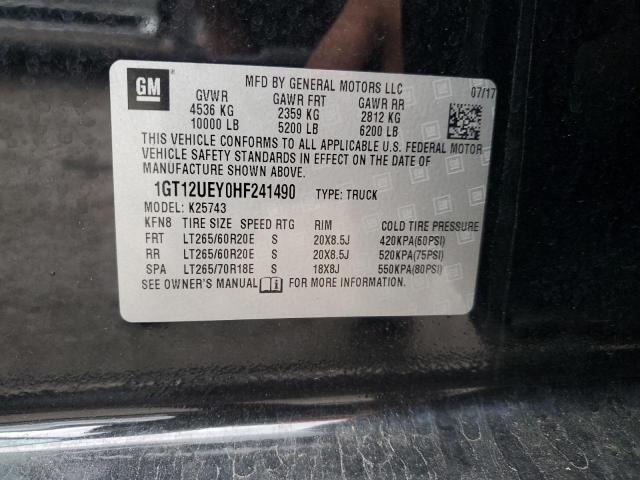 GM
MFD BY GENERAL MOTORS LLC
07/17
GVWR GAWR FRT GAWR RR
4536 KG 2359 KG 2812 KG
10000 LB 5200 LB 6200 LB
THIS VEHICLE CONFORMS TO ALL APPLICABLE U.S. FEDERAL MOTOR
VEHICLE SAFETY STANDARDS IN EFFECT ON THE DATE OF
MANUFACTURE SHOWN ABOVE.
1GT12UEY0HF241490 TYPE: TRUCK
MODEL: K25743
KFN8 TIRE SIZE SPEED RTG RIM COLD TIRE PRESSURE
FRT LT265/60R20E S 20X8.5J 420KPA(60PSI)
RR LT265/60R20E S 20X8.5J 520KPA(75PSI)
SPA LT265/70R18E S 18X8J 550KPA(80PSI)
SEE OWNER'S MANUAL FOR MORE INFORMATION.